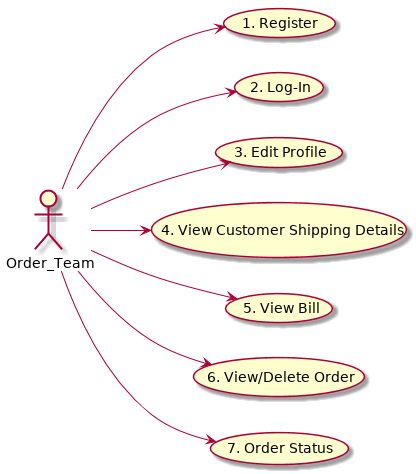 1. Register
2. Log-In
3. Edit Profile
4. View Customer Shipping Details
Order_Team
5. View Bill
6. View/Delete Order
7. Order Status